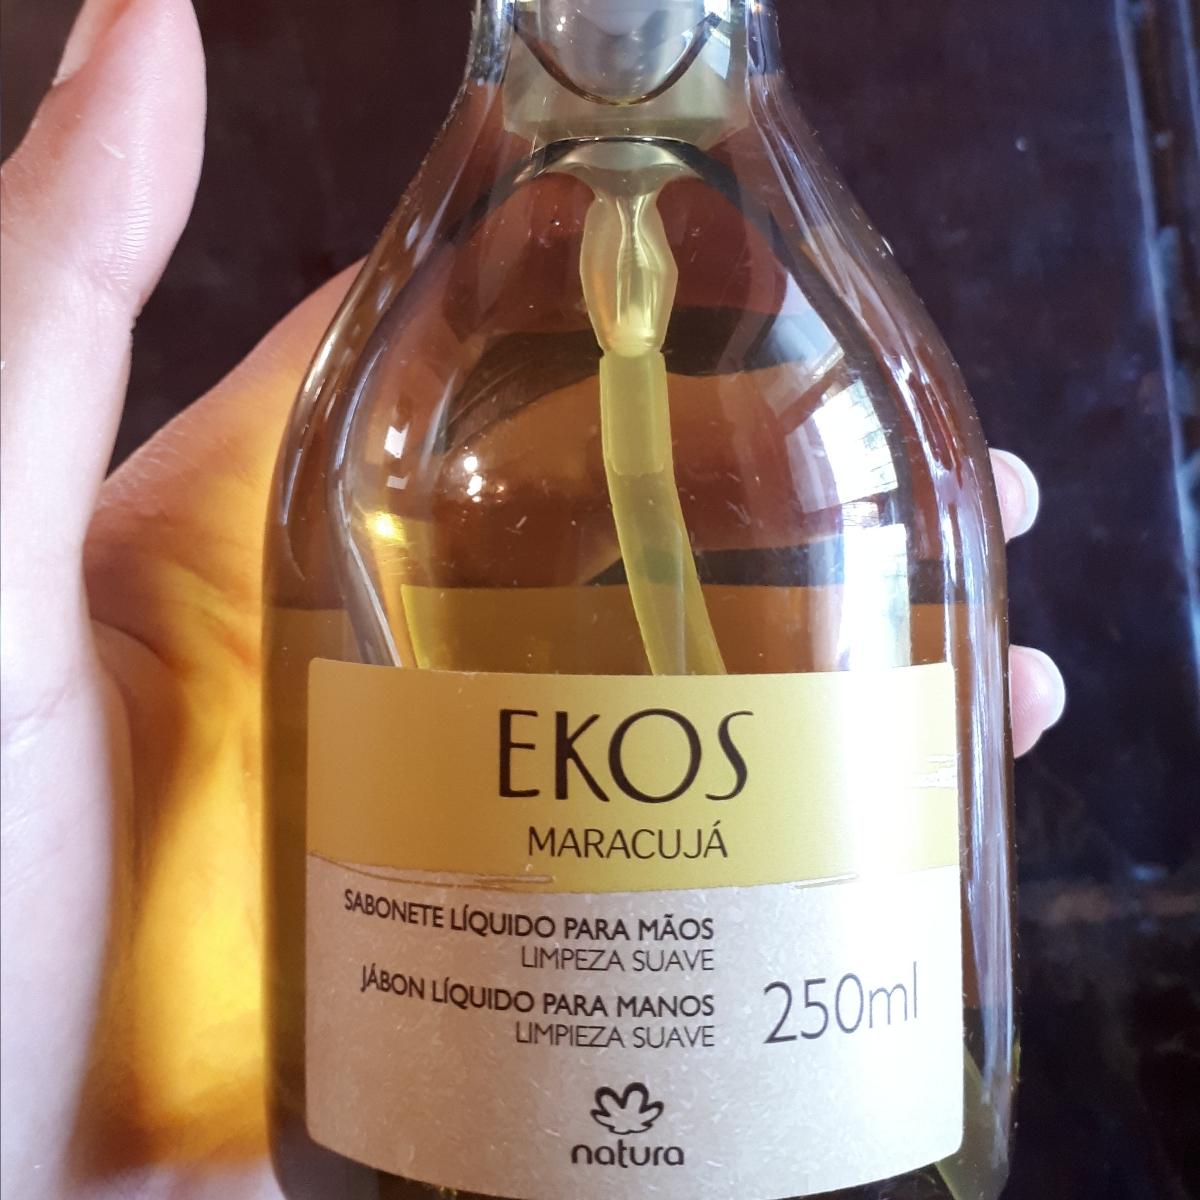 EKOS
MARACUJÁ
SABONETE LÍQUIDO PARA MÃOS
LIMPEZA SUAVE
JÁBON LÍQUIDO PARA MANOS
LIMPIEZA SUAVE
250ml
natura